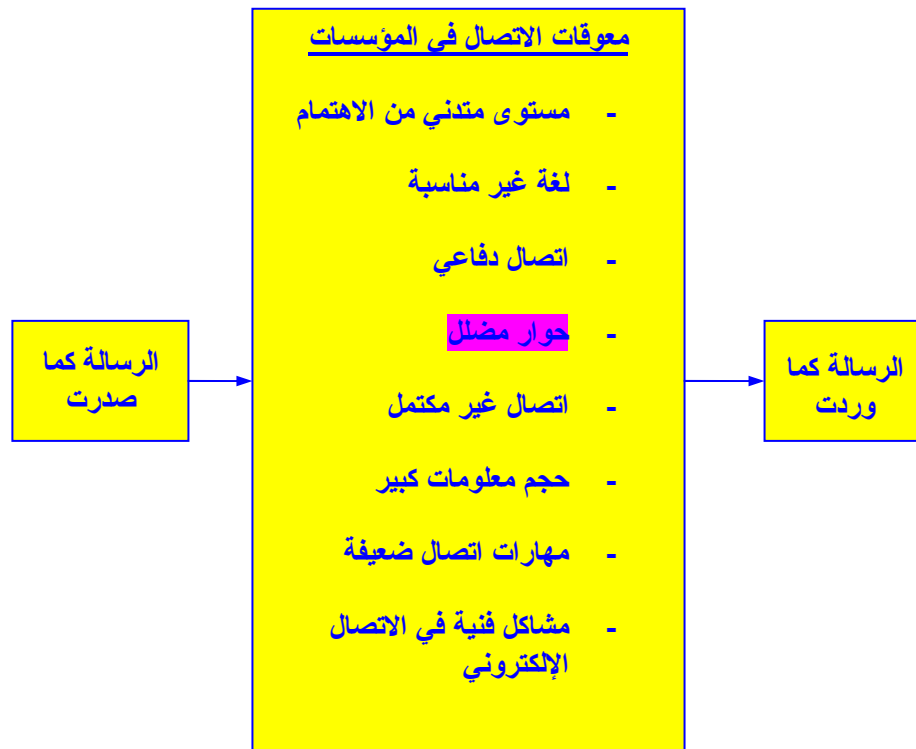 معوقات الاتصال في المؤسسات
- مستوى متدني من الاهتمام
- لغة غير مناسبة
- اتصال دفاعي
- حوار مضلل
- اتصال غير مكتمل
- حجم معلومات كبير
- مهارات اتصال ضعيفة
- مشاكل فنية في الاتصال
الإلكتروني
الرسالة كما
صدرت
الرسالة كما
وردت